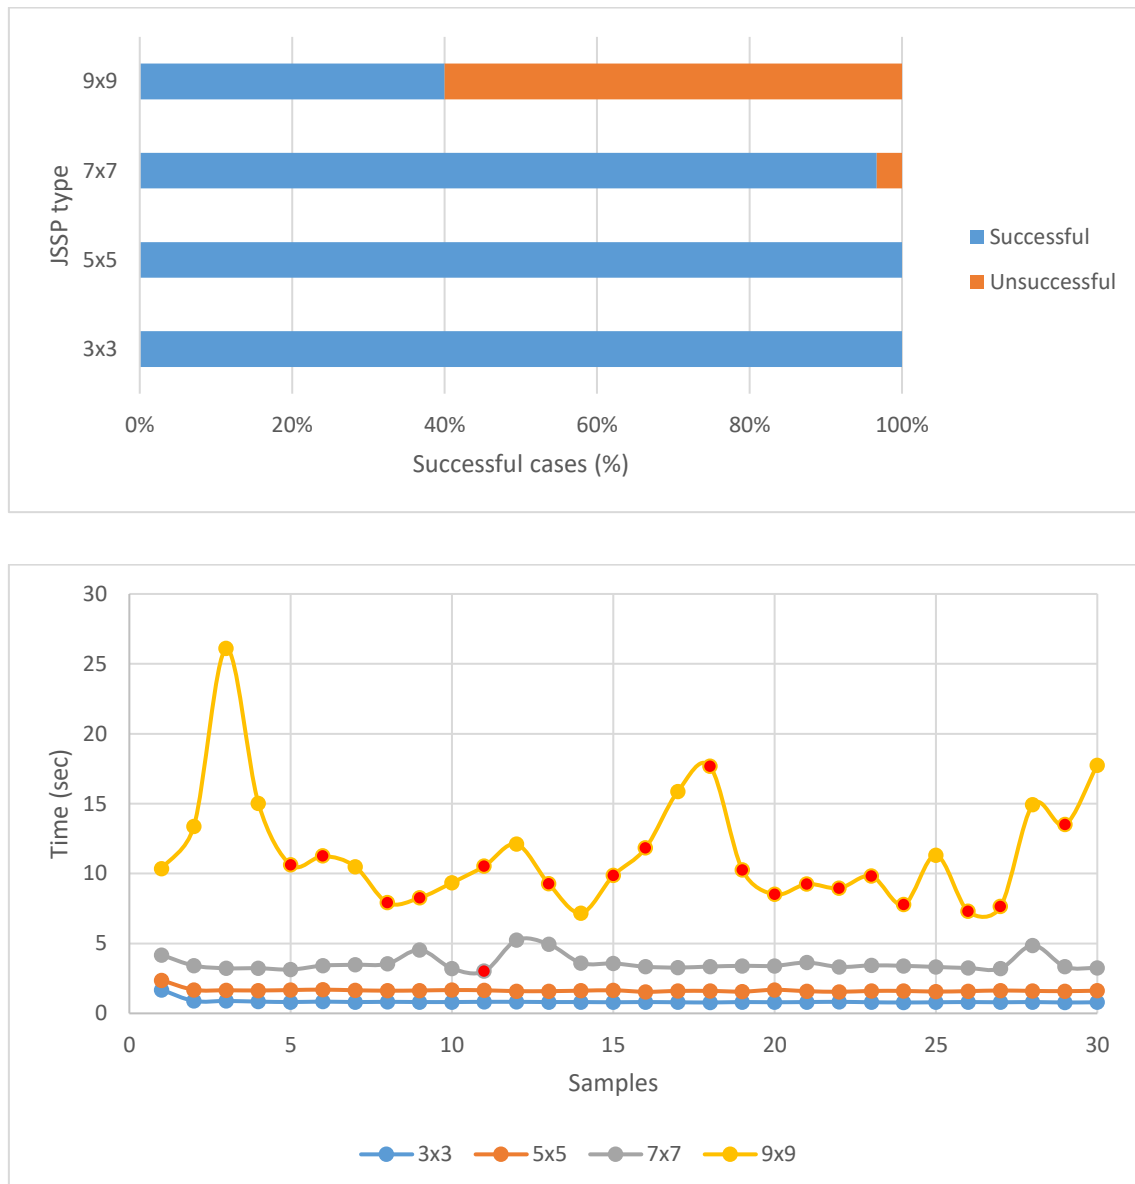 9x9
7x7
5x5
3x3
JSSP type
0% 20% 40% 60% 80% 100%
Successful cases (%)
Successful
Unsuccessful
30
25
20
15
10
5
0
Time (sec)
0 5 10 15 20 25 30
Samples
3x3 5x5 7x7 9x9